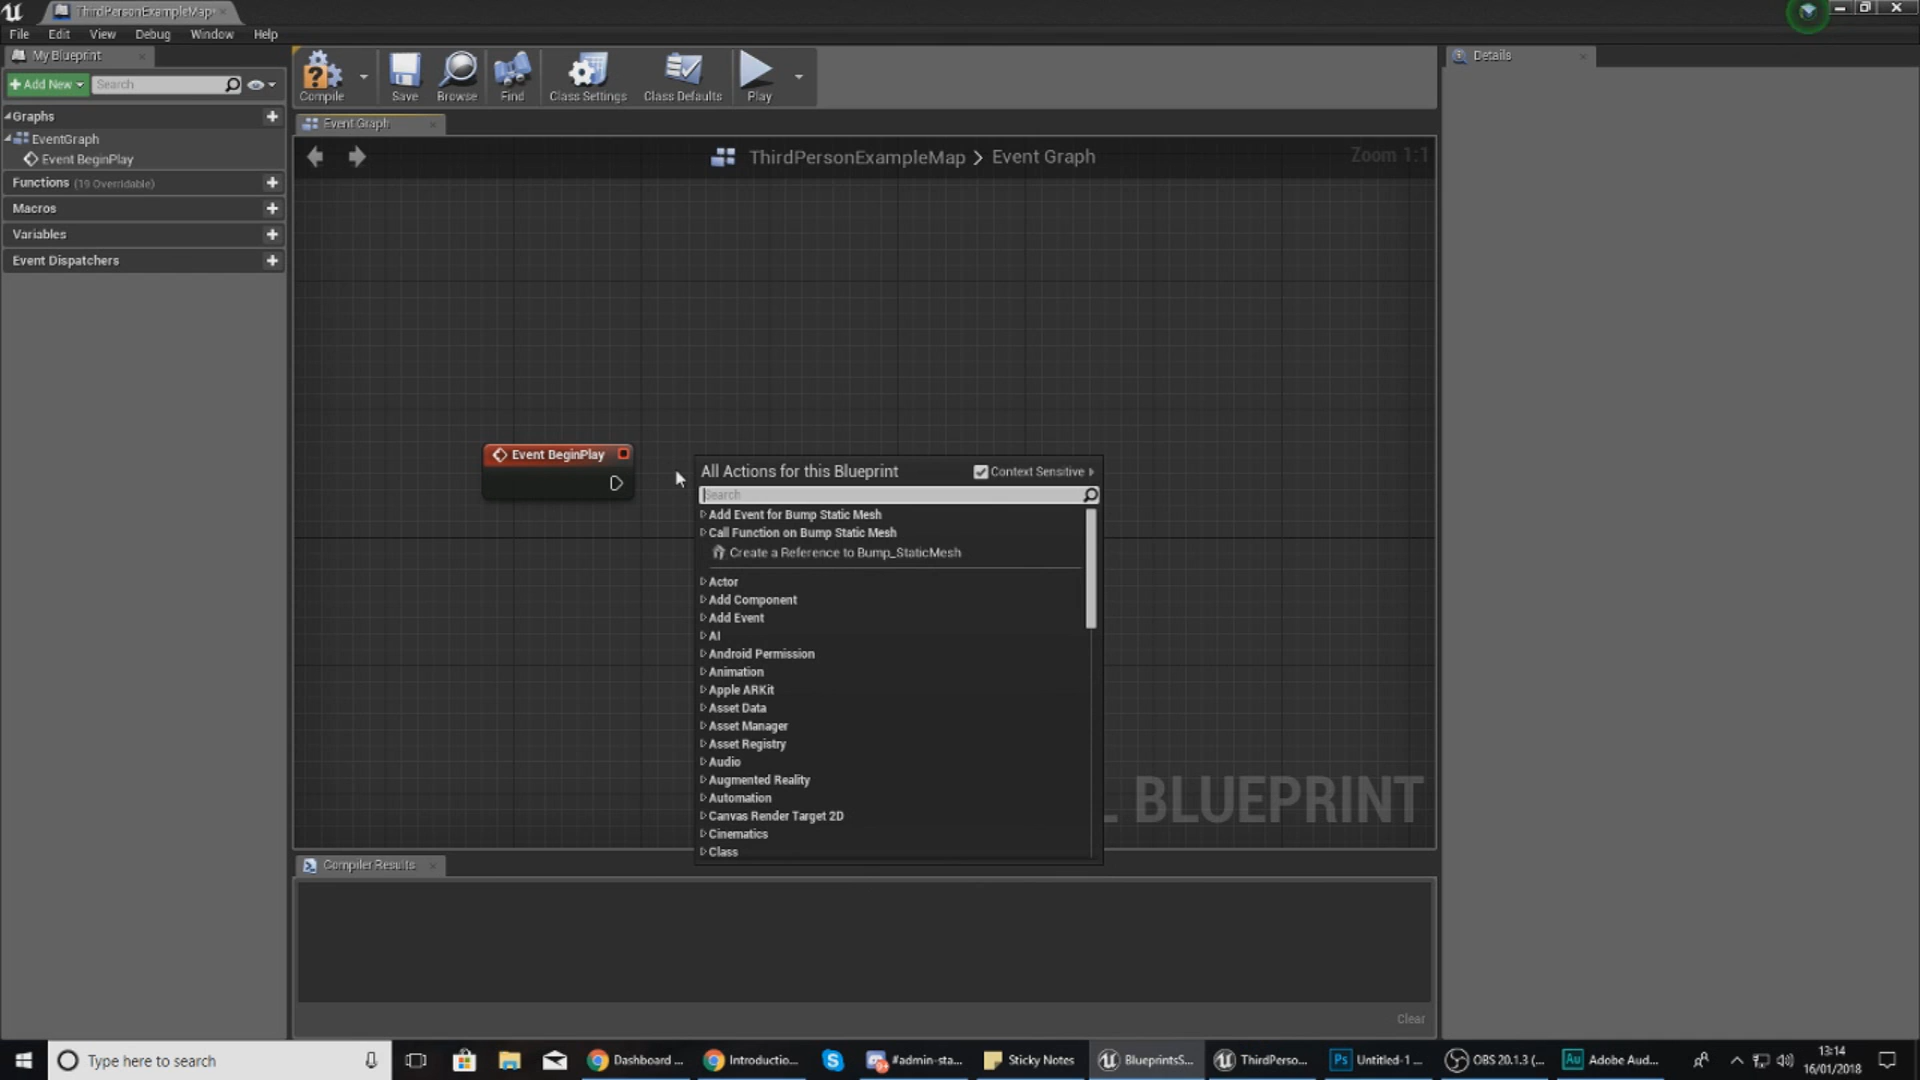 ThirdPersonExampleMap*
File Edit View Debug Window Help
My Blueprint
Add New
Search
Graphs
EventGraph
Event BeginPlay
Functions (19 Overridable)
Macros
Variables
Event Dispatchers
Compile Save Browse Find Class Settings Class Defaults Play
Event Graph
ThirdPersonExampleMap > Event Graph
Zoom 1:1
Event BeginPlay
All Actions for this Blueprint
Context Sensitive
Search
Add Event for Bump Static Mesh
Call Function on Bump Static Mesh
Create a Reference to Bump_StaticMesh
Actor
Add Component
Add Event
AI
Android Permission
Animation
Apple ARKit
Asset Data
Asset Manager
Asset Registry
Audio
Augmented Reality
Automation
Canvas Render Target 2D
Cinematics
Class
L BLUEPRINT
Compiler Results
Clear
Details
Type here to search
Dashboard ...
Introductio...
#admin-sta...
Sticky Notes
BlueprintsS...
ThirdPerso...
Untitled-1 ...
OBS 20.1.3 (...
Adobe Aud...
13:14
16/01/2018